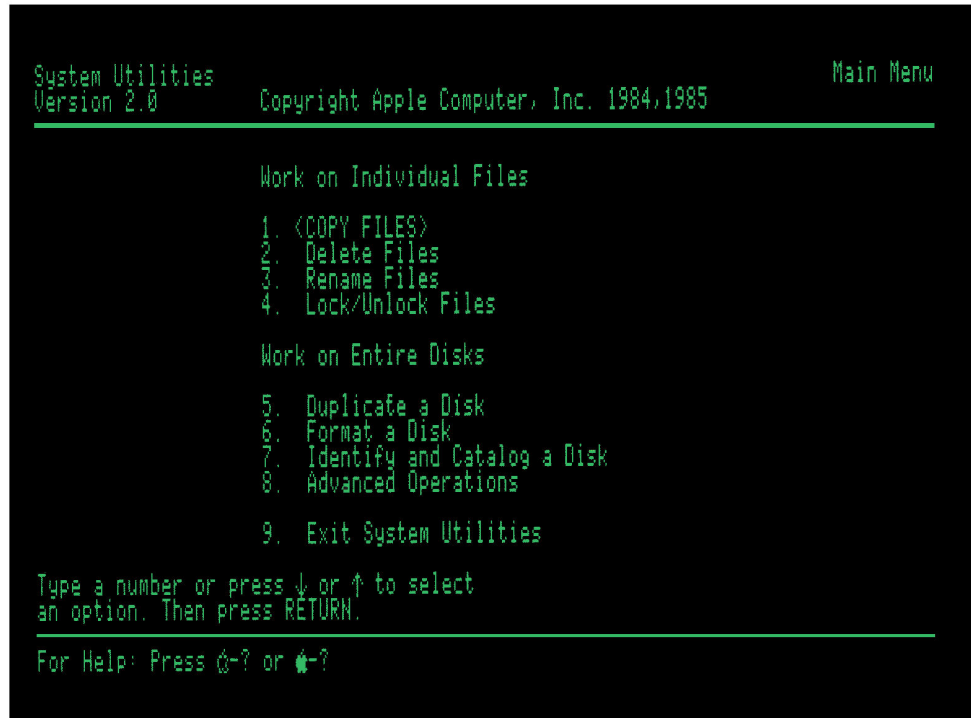 System Utilities
Main Menu
Version 2.0
Copyright Apple Computer, Inc. 1984,1985
Work on Individual Files
1. <COPY FILES>
2. Delete Files
3. Rename Files
4. Lock/Unlock Files
Work on Entire Disks
5. Duplicate a Disk
6. Format a Disk
7. Identify and Catalog a Disk
8. Advanced Operations
9. Exit System Utilities
Type a number or press ↓ or ↑ to select
an option. Then press RETURN.
For Help: Press -? or -?